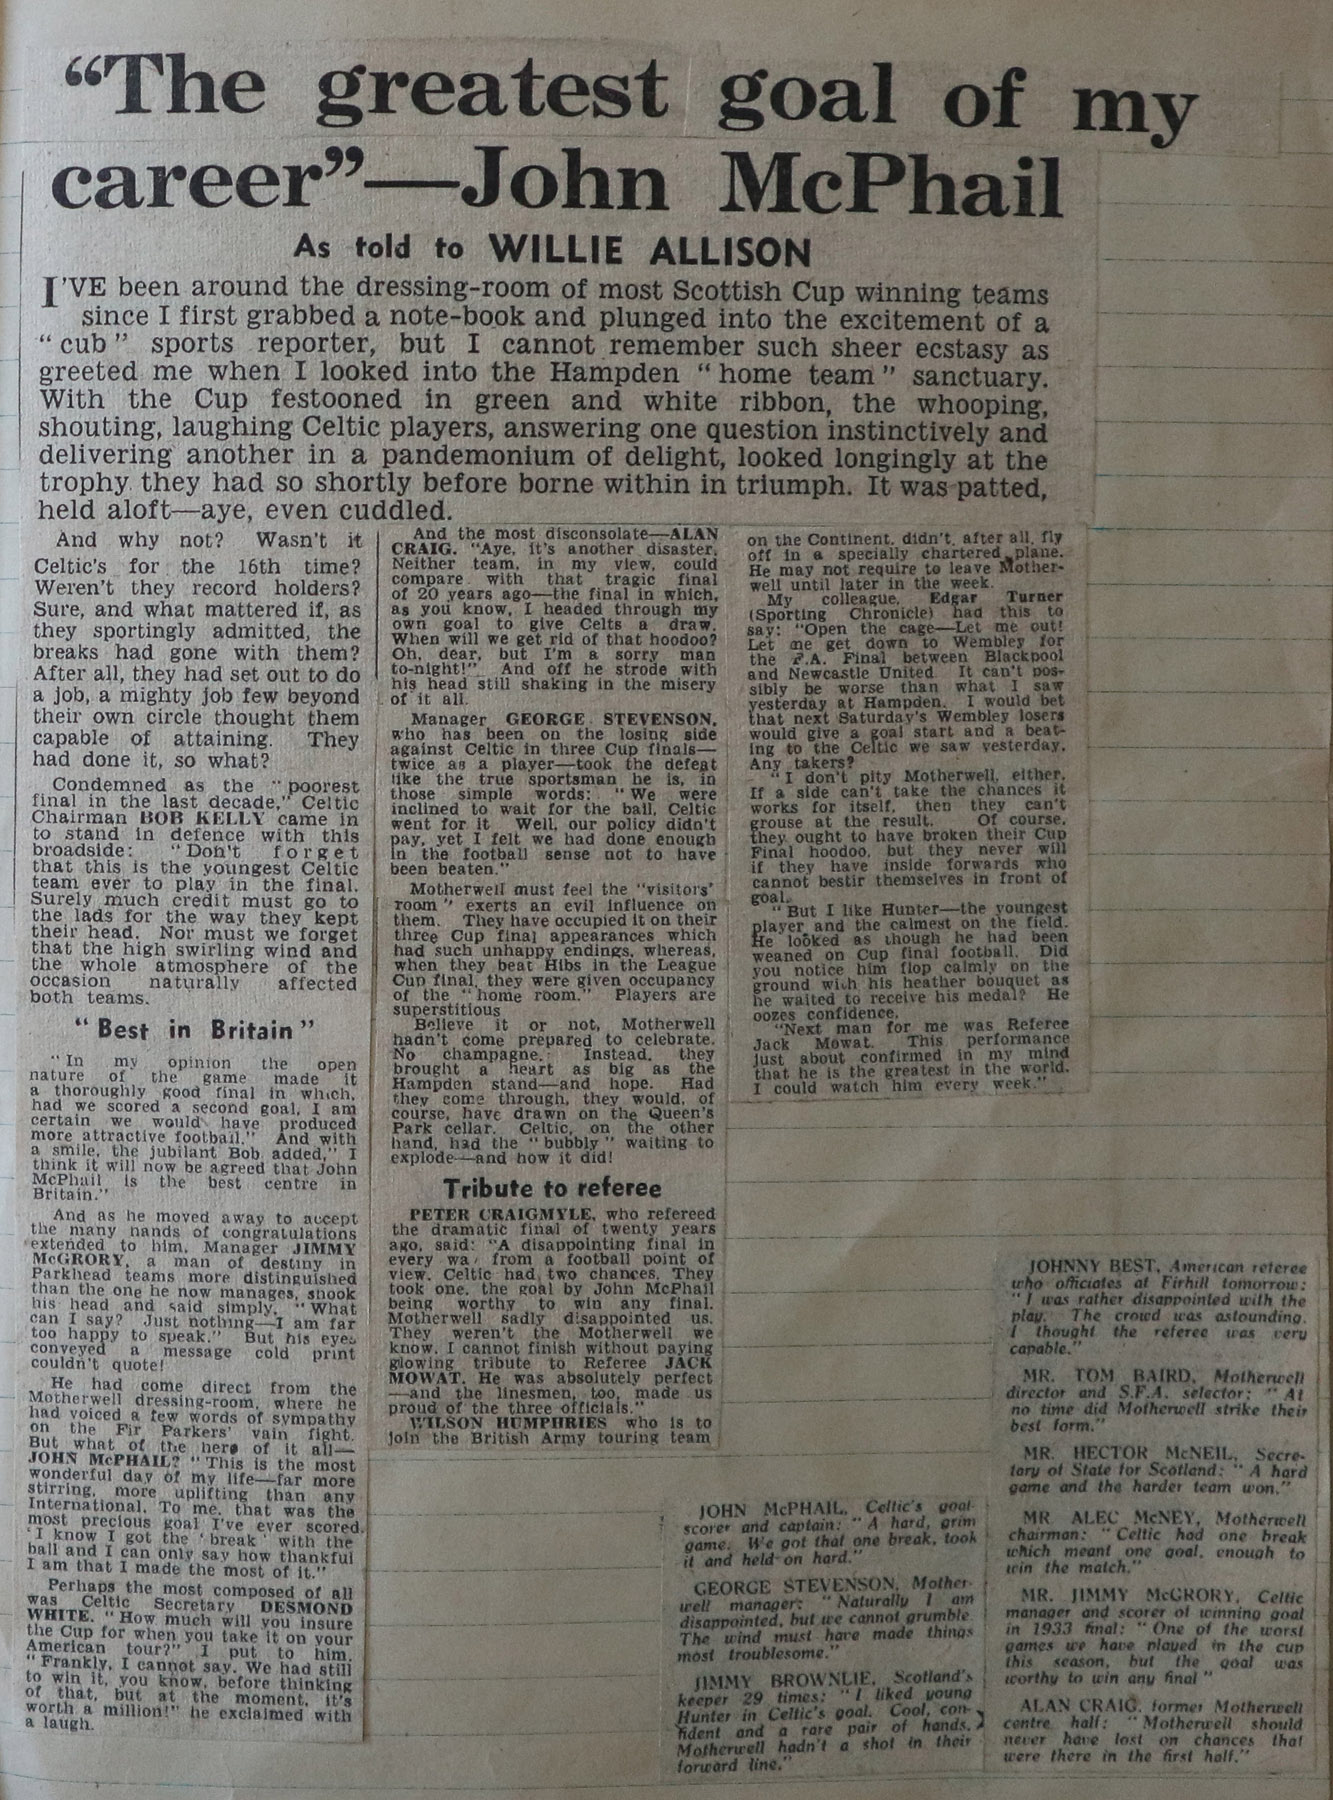 “The greatest goal of my
career”—John McPhail
As told to WILLIE ALLISON
I'VE been around the dressing-room of most Scottish Cup winning teams
since I first grabbed a note-book and plunged into the excitement of a
“cub” sports reporter, but I cannot remember such sheer ecstasy as
greeted me when I looked into the Hampden “home team” sanctuary.
With the Cup festooned in green and white ribbon, the whooping,
shouting, laughing Celtic players, answering one question instinctively and
delivering another in a pandemonium of delight, looked longingly at the
trophy they had so shortly before borne within in triumph. It was patted,
held aloft—aye, even cuddled.
And why not? Wasn't it
Celtic's for the 16th time?
Weren't they record holders?
Sure, and what mattered if, as
they sportingly admitted, the
breaks had gone with them?
After all, they had set out to do
a job, a mighty job few beyond
their own circle thought them
capable of attaining. They
had done it, so what?
Condemned as the “poorest
final in the last decade,” Celtic
Chairman BOB KELLY came in
to stand in defence with this
broadside: “Don't forget
that this is the youngest Celtic
team ever to play in the final.
Surely much credit must go to
the lads for the way they kept
their head. Nor must we forget
that the high swirling wind and
the whole atmosphere of the
occasion naturally affected
both teams.
“Best in Britain”
“In my opinion the open
nature of the game made it
a thoroughly good final in which,
had we scored a second goal, I am
certain we would have produced
more attractive football.” And with
a smile, the jubilant Bob added,“ I
think it will now be agreed that John
McPhail is the best centre in
Britain.”
And as he moved away to accept
the many hands of congratulations
extended to him, Manager JIMMY
McGRORY, a man of destiny in
Parkhead teams more distinguished
than the one he now manages, shook
his head and said simply, “What
can I say? Just nothing—I am far
too happy to speak.” But his eyes
conveyed a message cold print
couldn't quote!
He had come direct from the
Motherwell dressing-room, where he
had voiced a few words of sympathy
on the Fir Parkers' vain fight.
But what of the hero of it all—
JOHN McPHAIL? “This is the most
wonderful day of my life—far more
stirring, more uplifting than any
International. To me, that was the
most precious goal I've ever scored.
‘I know I got the ‘break’ with the
ball and I can only say how thankful
I am that I made the most of it.”
Perhaps the most composed of all
was Celtic Secretary DESMOND
WHITE. “How much will you insure
the Cup for when you take it on your
American tour?” I put to him.
“Frankly, I cannot say. We had still
to win it, you know, before thinking
of that, but at the moment, it's
worth a million!” he exclaimed with
a laugh.
And the most disconsolate—ALAN
CRAIG. “Aye, it's another disaster.
Neither team, in my view, could
compare with that tragic final
of 20 years ago—the final in which,
as you know, I headed through my
own goal to give Celts a draw.
When will we get rid of that hoodoo?
Oh, dear, but I'm a sorry man
to-night!” And off he strode with
his head still shaking in the misery
of it all.
Manager GEORGE STEVENSON,
who has been on the losing side
against Celtic in three Cup finals—
twice as a player—took the defeat
like the true sportsman he is, in
those simple words: “We were
inclined to wait for the ball, Celtic
went for it Well, our policy didn't
pay, yet I felt we had done enough
in the football sense not to have
been beaten.”
Motherwell must feel the “visitors'
room” exerts an evil influence on
them. They have occupied it on their
three Cup final appearances which
had such unhappy endings, whereas,
when they beat Hibs in the League
Cup final, they were given occupancy
of the “home room.” Players are
superstitious
Believe it or not, Motherwell
hadn't come prepared to celebrate.
No champagne. Instead, they
brought a heart as big as the
Hampden stand—and hope. Had
they come through, they would, of
course, have drawn on the Queen's
Park cellar. Celtic, on the other
hand, had the “bubbly” waiting to
explode—and how it did!
Tribute to referee
PETER CRAIGMYLE, who refereed
the dramatic final of twenty years
ago, said: “A disappointing final in
every wa from a football point of
view. Celtic had two chances. They
took one, the goal by John McPhail
being worthy to win any final.
Motherwell sadly disappointed us.
They weren't the Motherwell we
know. I cannot finish without paying
glowing tribute to Referee JACK
MOWAT. He was absolutely perfect
—and the linesmen, too, made us
proud of the three officials.”
WILSON HUMPHRIES who is to
join the British Army touring team
on the Continent, didn't, after all, fly
off in a specially chartered plane.
He may not require to leave Mother-
well until later in the week.
My colleague, Edgar Turner
(Sporting Chronicle) had this to
say: “Open the cage—Let me out!
Let me get down to Wembley for
the F.A. Final between Blackpool
and Newcastle United. It can't pos-
sibly be worse than what I saw
yesterday at Hampden. I would bet
that next Saturday's Wembley losers
would give a goal start and a beat-
ing to the Celtic we saw yesterday.
Any takers?
“I don't pity Motherwell, either.
If a side can't take the chances it
works for itself, then they can't
grouse at the result. Of course,
they ought to have broken their Cup
Final hoodoo, but they never will
if they have inside forwards who
cannot bestir themselves in front of
goal.
“But I like Hunter—the youngest
player and the calmest on the field.
He looked as though he had been
weaned on Cup final football. Did
you notice him flop calmly on the
ground with his heather bouquet as
he waited to receive his medal? He
oozes confidence.
“Next man for me was Referee
Jack Mowat. This performance
just about confirmed in my mind
that he is the greatest in the world.
I could watch him every week.”
JOHN McPHAIL, Celtic's goal-
scorer and captain: “A hard, grim
game. We got that one break, took
it and held on hard.”
GEORGE STEVENSON, Mother-
well manager: “Naturally I am
disappointed, but we cannot grumble
The wind must have made things
most troublesome.”
JIMMY BROWNLIE, Scotland's
keeper 29 times: “I liked young
Hunter in Celtic's goal. Cool, con-
fident and a rare pair of hands.
Motherwell hadn't a shot in their
forward line.”
JOHNNY BEST, American referee
who officiates at Firhill tomorrow:
“I was rather disappointed with the
play. The crowd was astounding.
I thought the referee was very
capable.”
MR. TOM BAIRD, Motherwell
director and S.F.A. selector: “At
no time did Motherwell strike their
best form.”
MR. HECTOR McNEIL, Secre-
tary of State for Scotland: “A hard
game and the harder team won.”
MR. ALEC McNEY, Motherwell
chairman: “Celtic had one break
which meant one goal, enough to
win the match.”
MR. JIMMY McGRORY, Celtic
manager and scorer of winning goal
in 1933 final: “One of the worst
games we have played in the cup
this season, but the goal was
worthy to win any final”
ALAN CRAIG, former Motherwell
centre half: “Motherwell should
never have lost on chances that
were there in the first half.”